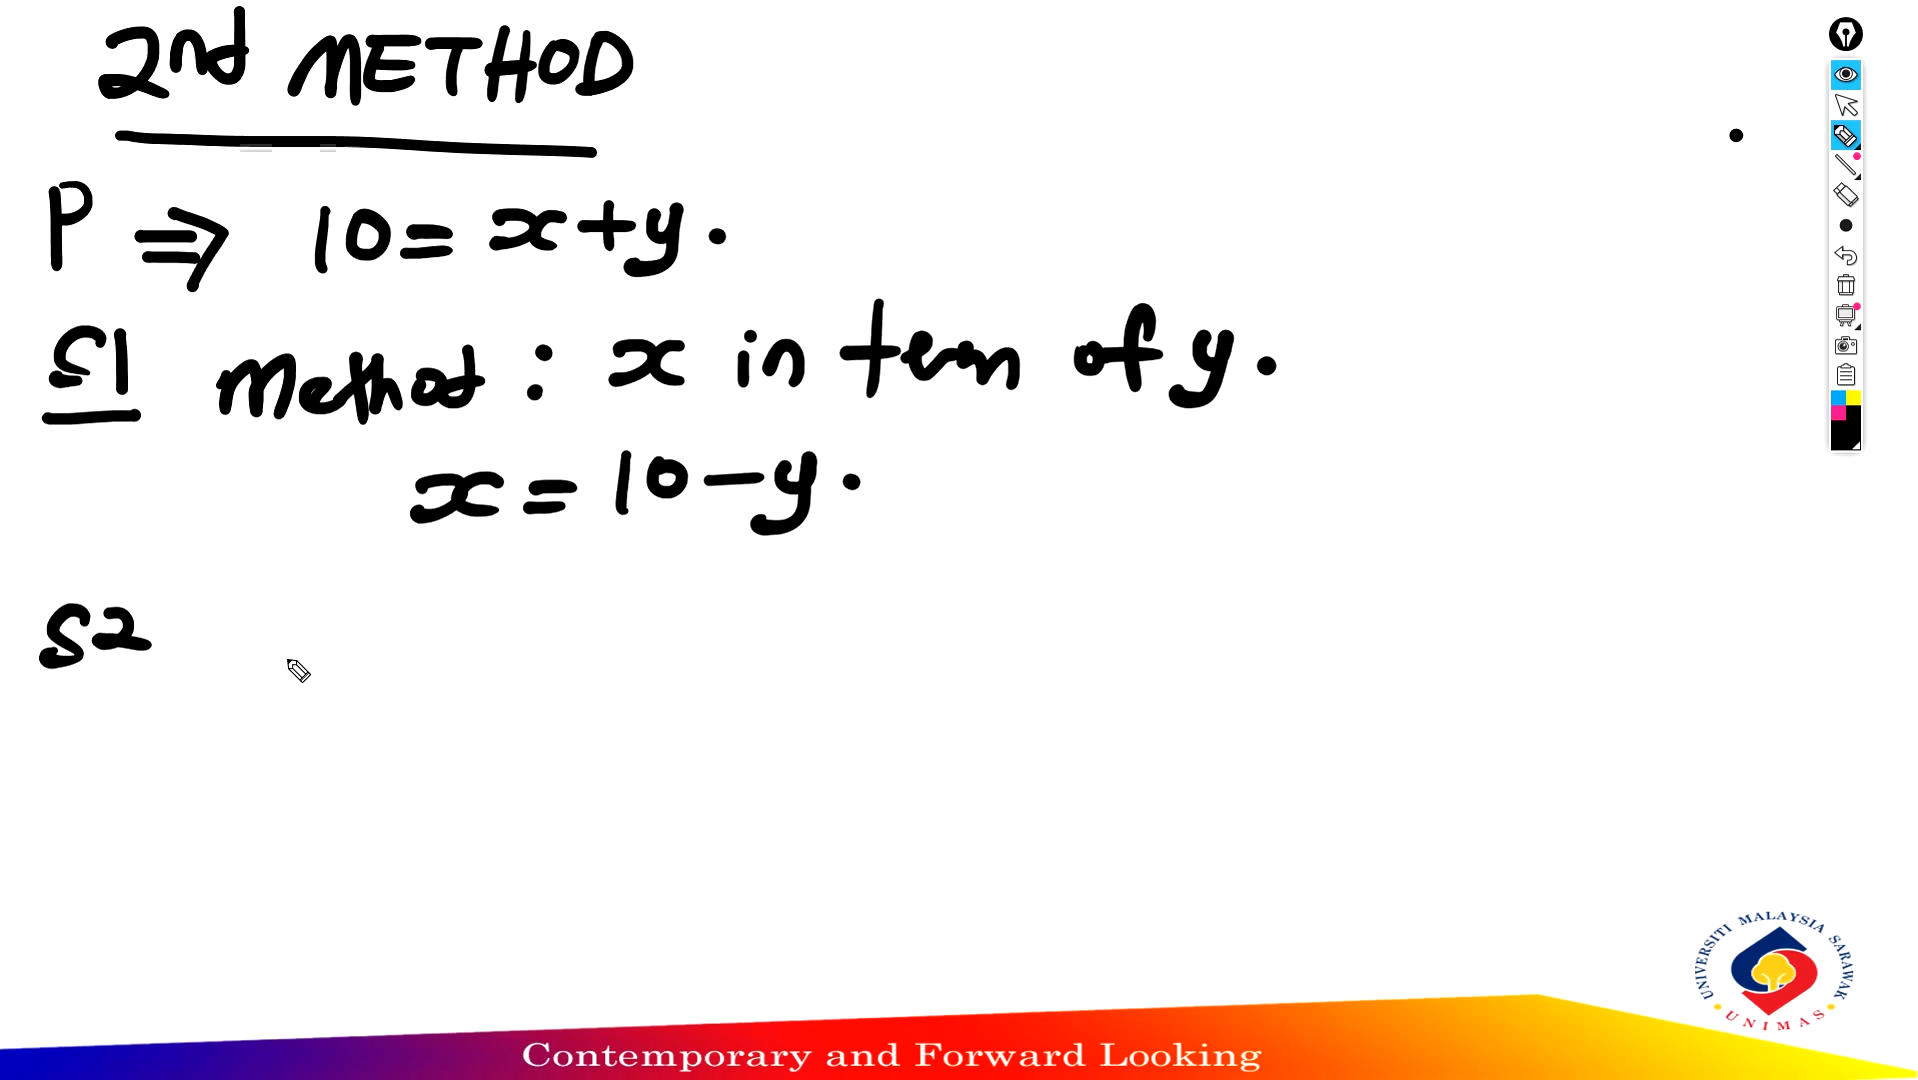 2nd METHOD
P ⇒ 10 = x + y.
S1 Method : x in term of y.
x = 10 - y.
S2
UNIVERSITI MALAYSIA SARAWAK
UNIMAS
Contemporary and Forward Looking